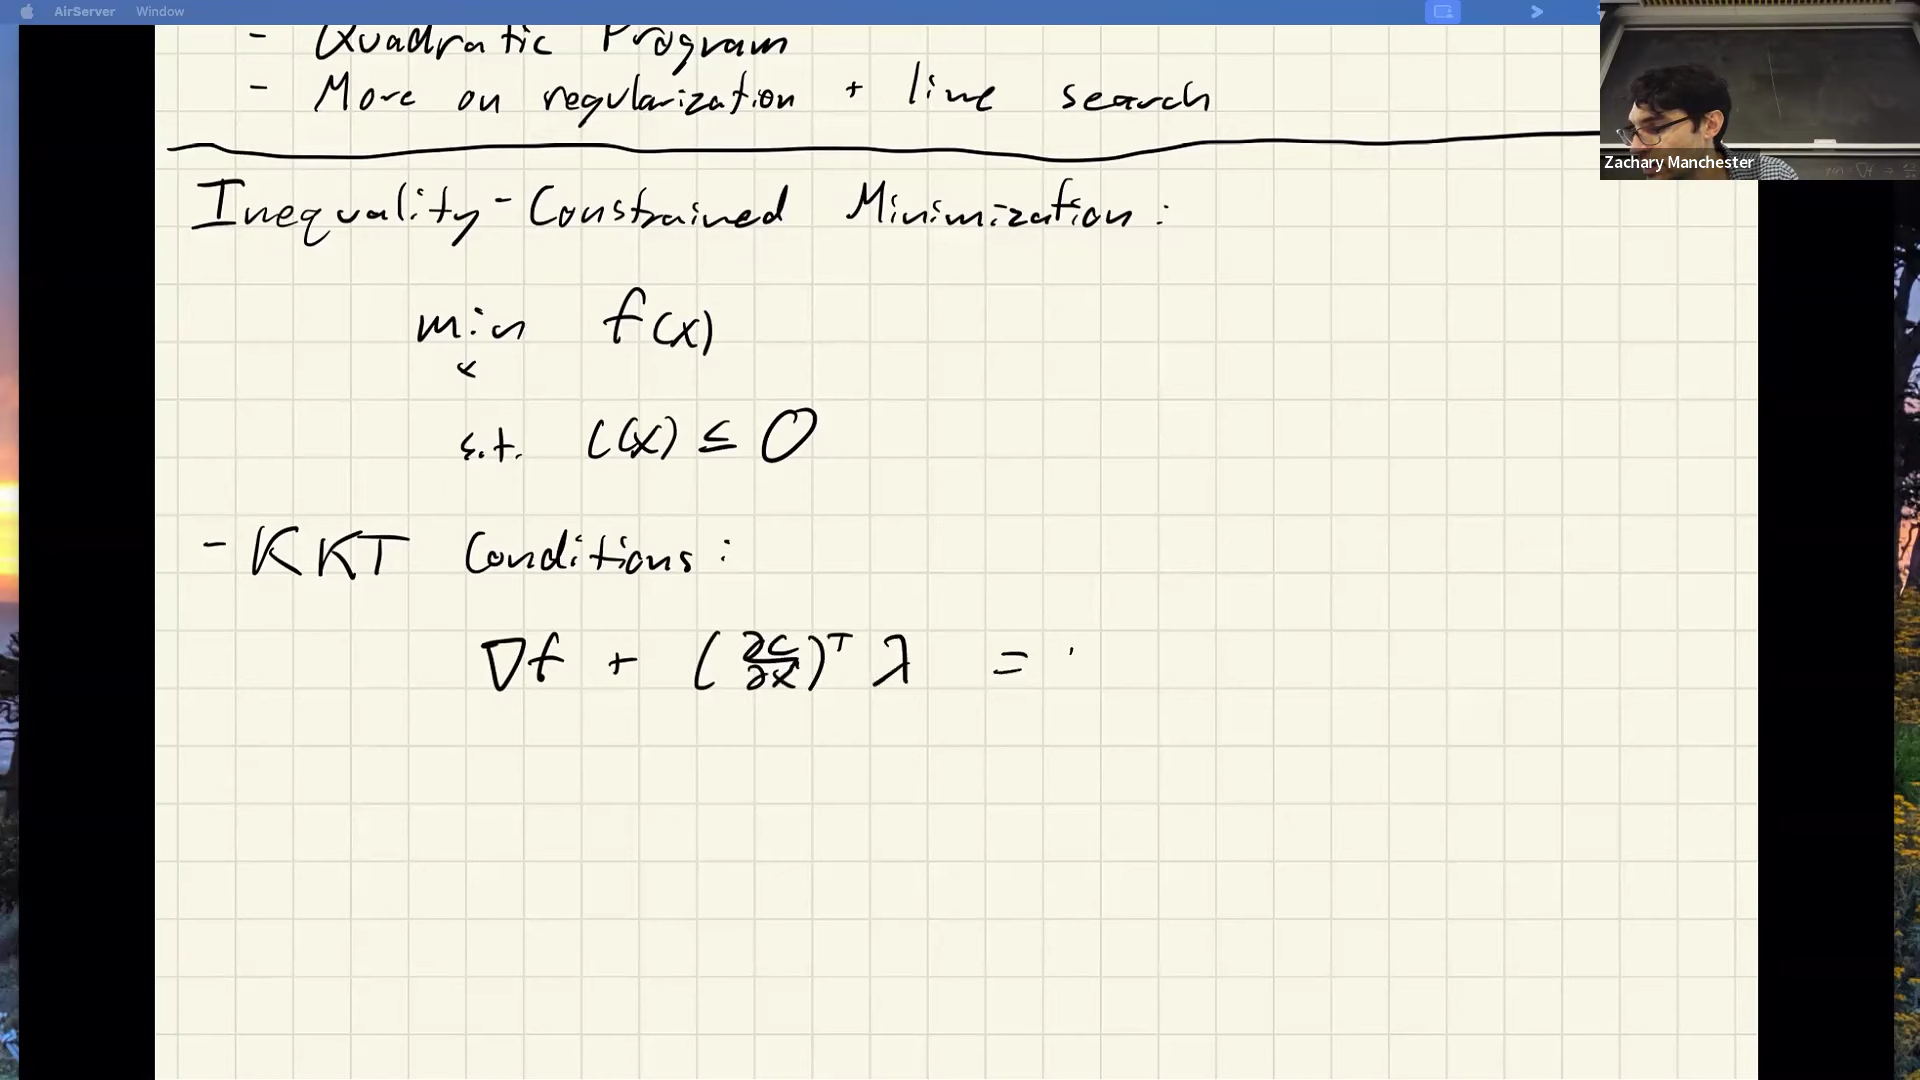 AirServer Window
- Quadratic Program
- More on regularization + line search
Zachary Manchester
Inequality-Constrained Minimization:
min f(x)
x
s.t. c(x) ≤ 0
- KKT Conditions:
∇f + (∂c/∂x)ᵀ λ =